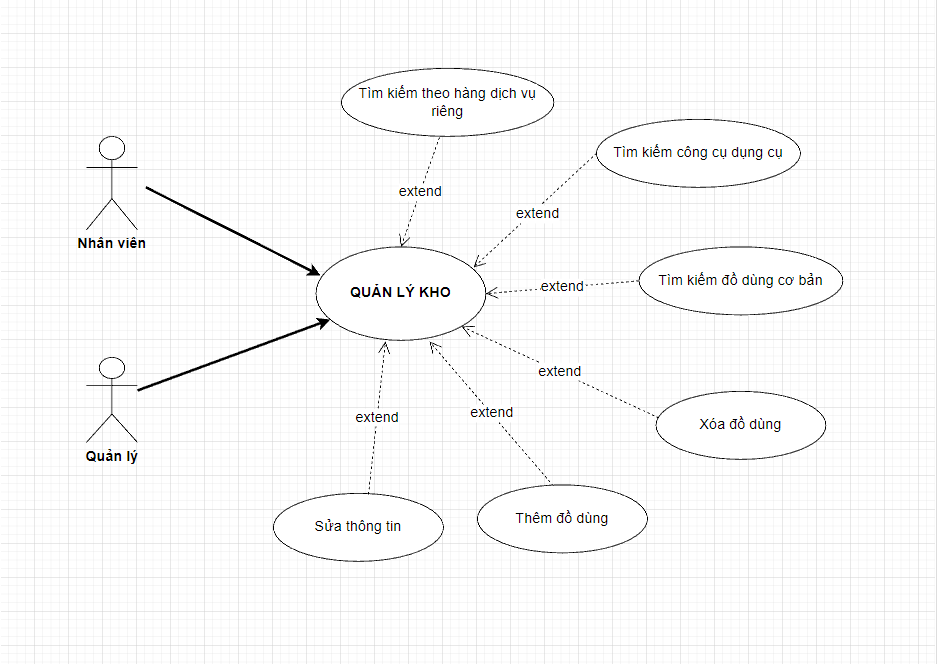 Tìm kiếm theo hàng dịch vụ
riêng
Tìm kiếm công cụ dụng cụ
extend
extend
Nhân viên
Tìm kiếm đồ dùng cơ bản
extend
QUẢN LÝ KHO
extend
Xóa đồ dùng
extend
extend
Quản lý
Thêm đồ dùng
Sửa thông tin